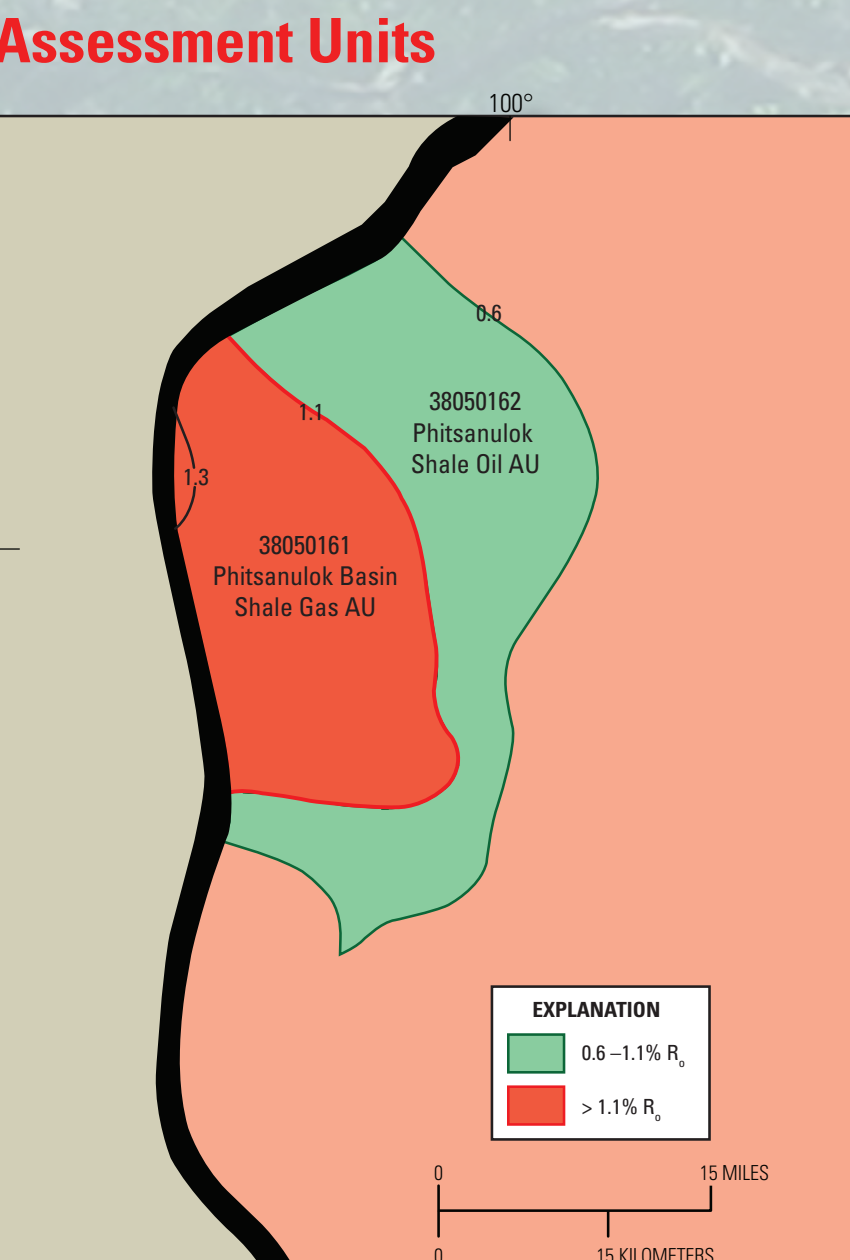 Assessment Units
100°
0.6
38050162
Phitsanulok
Shale Oil AU
1.1
1.3
38050161
Phitsanulok Basin
Shale Gas AU
EXPLANATION
0.6 –1.1% Ro
> 1.1% Ro
0 15 MILES
0 15 KILOMETERS